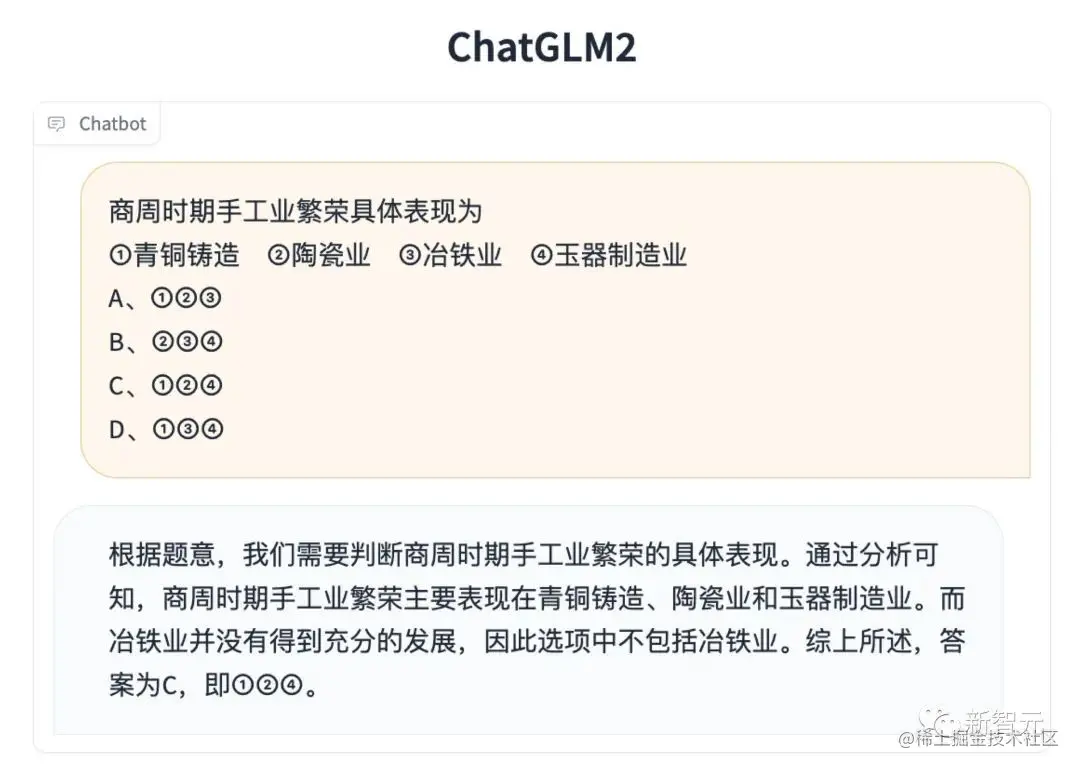 ChatGLM2
Chatbot
商周时期手工业繁荣具体表现为
①青铜铸造 ②陶瓷业 ③冶铁业 ④玉器制造业
A、①②③
B、②③④
C、①②④
D、①③④
根据题意，我们需要判断商周时期手工业繁荣的具体表现。通过分析可
知，商周时期手工业繁荣主要表现在青铜铸造、陶瓷业和玉器制造业。而
冶铁业并没有得到充分的发展，因此选项中不包括冶铁业。综上所述，答
案为C，即①②④。
新智元
@稀土掘金技术社区